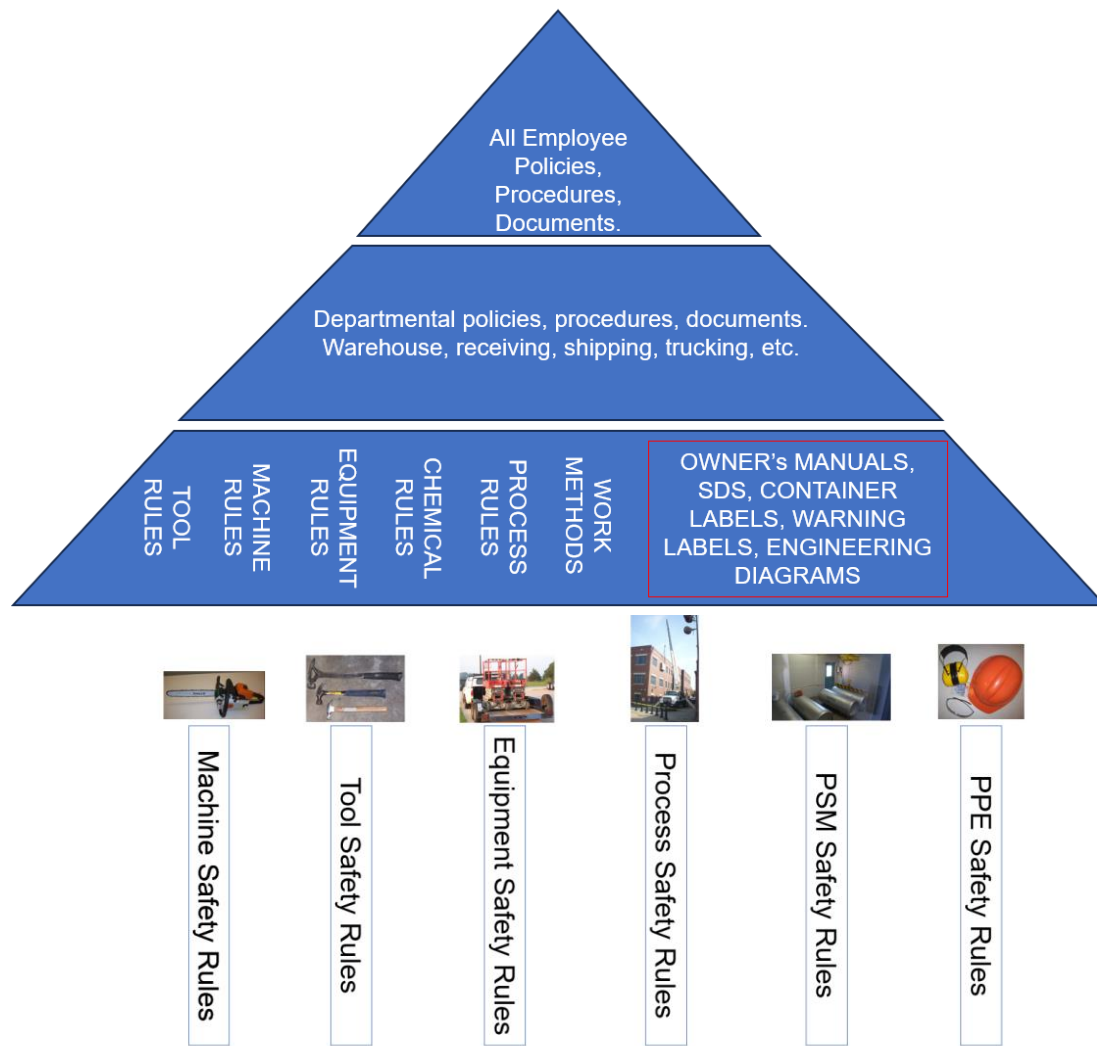 All Employee
Policies,
Procedures,
Documents.
Departmental policies, procedures, documents.
Warehouse, receiving, shipping, trucking, etc.
TOOL
RULES
MACHINE
RULES
EQUIPMENT
RULES
CHEMICAL
RULES
PROCESS
RULES
WORK
METHODS
OWNER's MANUALS,
SDS, CONTAINER
LABELS, WARNING
LABELS, ENGINEERING
DIAGRAMS
Machine Safety Rules
Tool Safety Rules
Equipment Safety Rules
Process Safety Rules
PSM Safety Rules
PPE Safety Rules